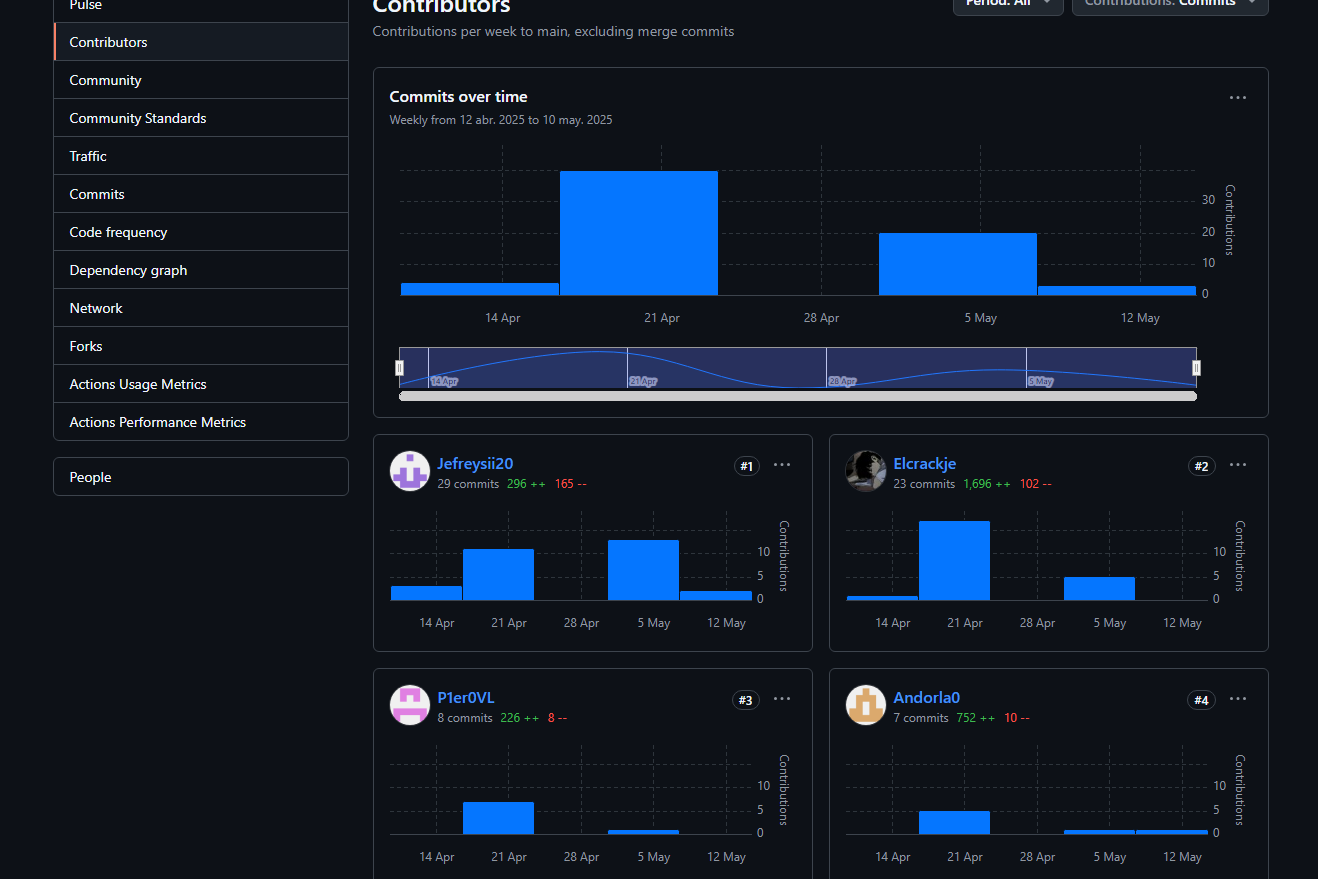 Pulse
Contributors
Community
Community Standards
Traffic
Commits
Code frequency
Dependency graph
Network
Forks
Actions Usage Metrics
Actions Performance Metrics
People
Contributors
Period: All
Contributions: Commits
Contributions per week to main, excluding merge commits
Commits over time
Weekly from 12 abr. 2025 to 10 may. 2025
30
20
10
0
Contributions
14 Apr 21 Apr 28 Apr 5 May 12 May
14 Apr 21 Apr 28 Apr 5 May
Jefreysii20
#1
29 commits 296 ++ 165 --
10
5
0
Contributions
14 Apr 21 Apr 28 Apr 5 May 12 May
Elcrackje
#2
23 commits 1,696 ++ 102 --
10
5
0
Contributions
14 Apr 21 Apr 28 Apr 5 May 12 May
P1er0VL
#3
8 commits 226 ++ 8 --
10
5
0
Contributions
14 Apr 21 Apr 28 Apr 5 May 12 May
Andorla0
#4
7 commits 752 ++ 10 --
10
5
0
Contributions
14 Apr 21 Apr 28 Apr 5 May 12 May